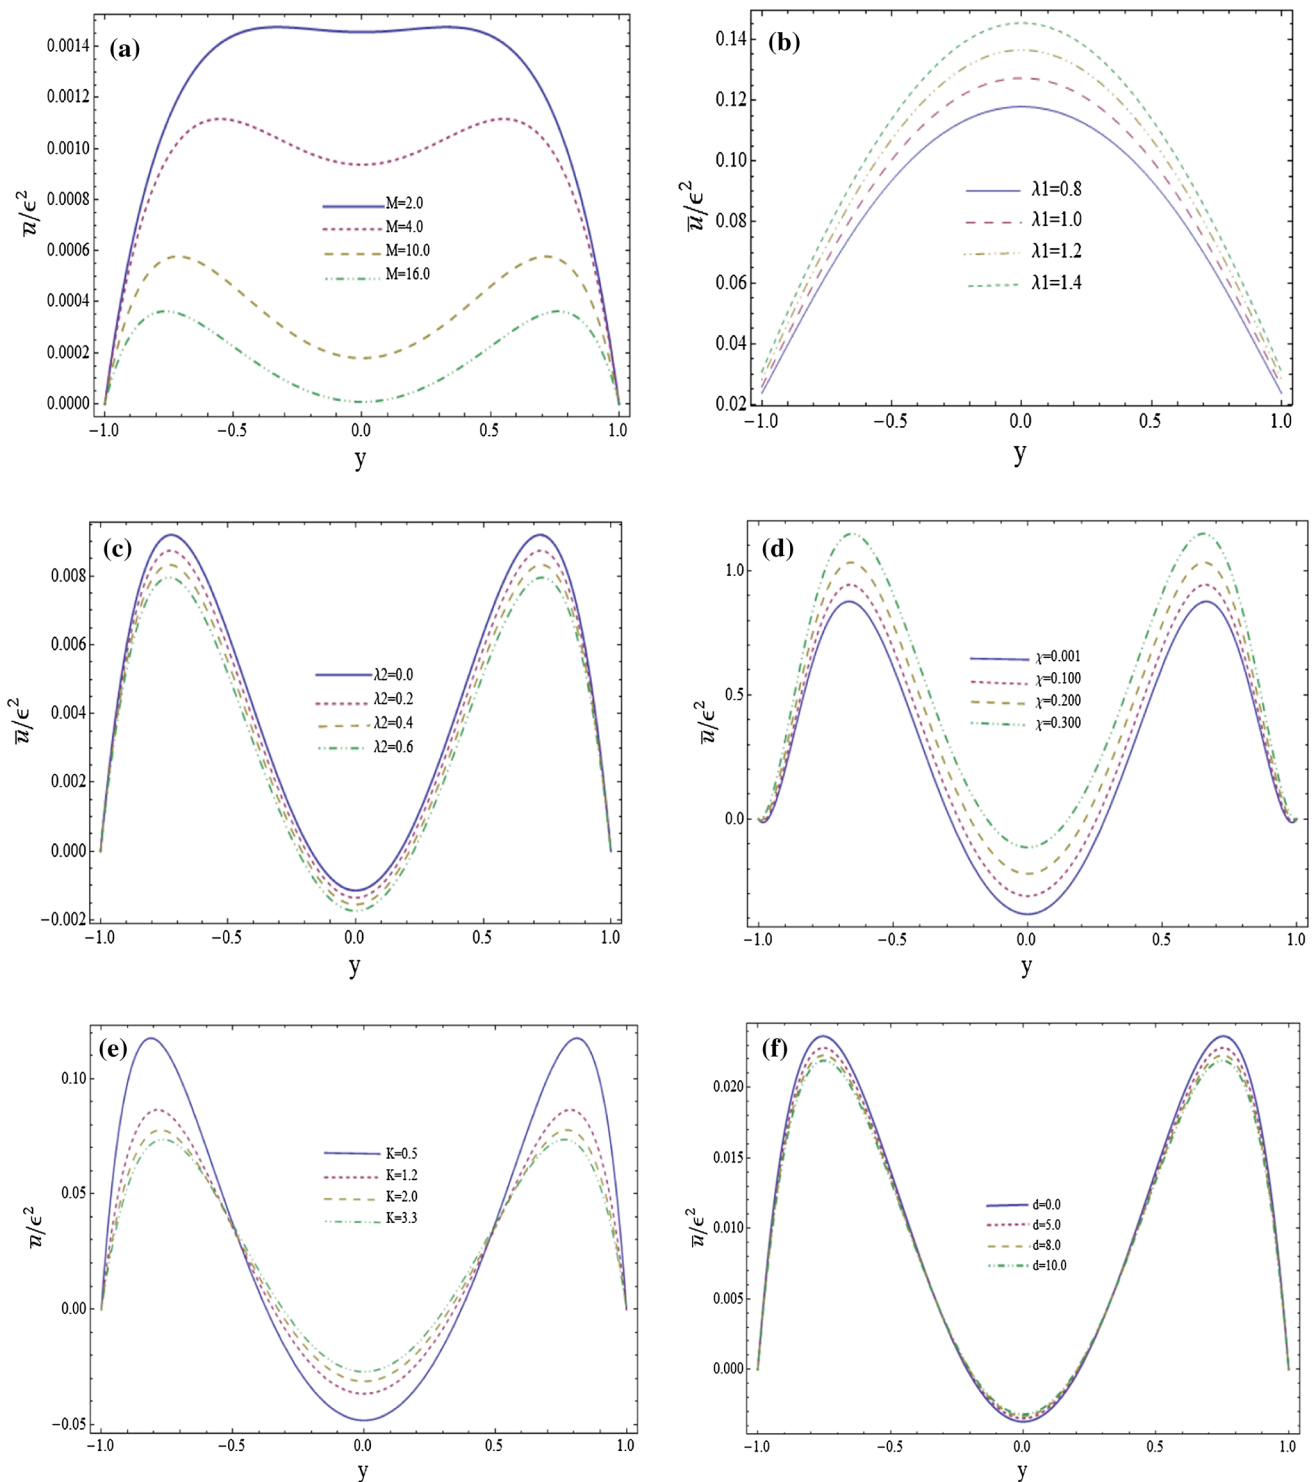 (a)
0.0014
0.0012
0.0010
0.0008
0.0006
0.0004
0.0002
0.0000
u̅/ϵ²
M=2.0
M=4.0
M=10.0
M=16.0
−1.0 −0.5 0.0 0.5 1.0
y
(b)
0.14
0.12
0.10
0.08
0.06
0.04
0.02
u̅/ϵ²
λ1=0.8
λ1=1.0
λ1=1.2
λ1=1.4
−1.0 −0.5 0.0 0.5 1.0
y
(c)
0.008
0.006
0.004
0.002
0.000
−0.002
u̅/ϵ²
λ2=0.0
λ2=0.2
λ2=0.4
λ2=0.6
−1.0 −0.5 0.0 0.5 1.0
y
(d)
1.0
0.5
0.0
u̅/ϵ²
χ=0.001
χ=0.100
χ=0.200
χ=0.300
−1.0 −0.5 0.0 0.5 1.0
y
(e)
0.10
0.05
0.00
−0.05
u̅/ϵ²
K=0.5
K=1.2
K=2.0
K=3.3
−1.0 −0.5 0.0 0.5 1.0
y
(f)
0.020
0.015
0.010
0.005
0.000
u̅/ϵ²
d=0.0
d=5.0
d=8.0
d=10.0
−1.0 −0.5 0.0 0.5 1.0
y